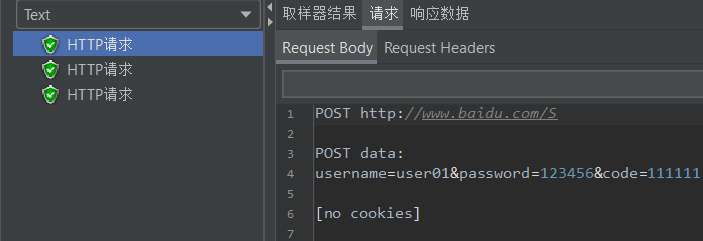 Text
HTTP请求
HTTP请求
HTTP请求
取样器结果 请求 响应数据
Request Body Request Headers
1 POST http://www.baidu.com/S
2
3 POST data:
4 username=user01&password=123456&code=111111
5
6 [no cookies]
7